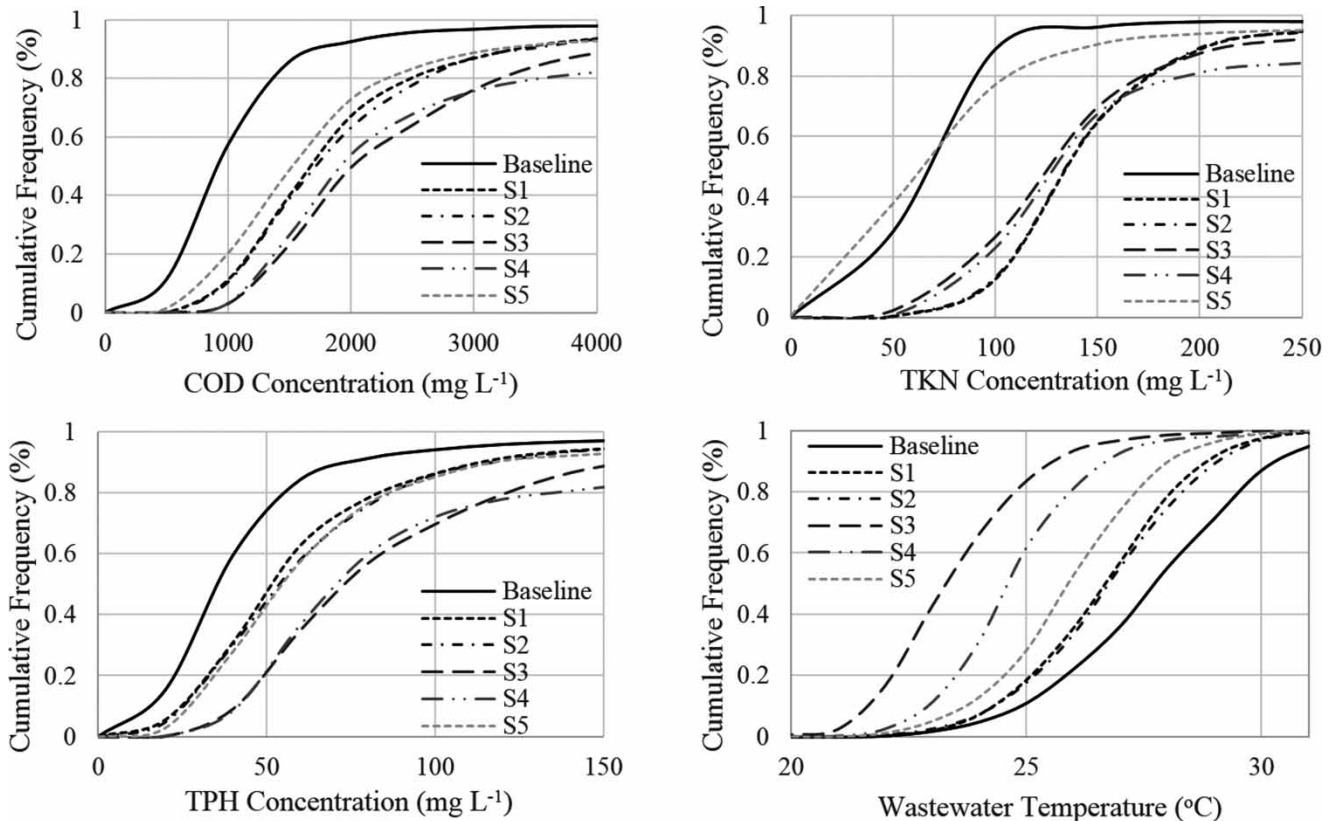 Cumulative Frequency (%)
1
0.8
0.6
0.4
0.2
0
0 1000 2000 3000 4000
COD Concentration (mg L⁻¹)
Baseline
S1
S2
S3
S4
S5
Cumulative Frequency (%)
1
0.8
0.6
0.4
0.2
0
0 50 100 150 200 250
TKN Concentration (mg L⁻¹)
Baseline
S1
S2
S3
S4
S5
Cumulative Frequency (%)
1
0.8
0.6
0.4
0.2
0
0 50 100 150
TPH Concentration (mg L⁻¹)
Baseline
S1
S2
S3
S4
S5
Cumulative Frequency (%)
1
0.8
0.6
0.4
0.2
0
20 25 30
Wastewater Temperature (ºC)
Baseline
S1
S2
S3
S4
S5